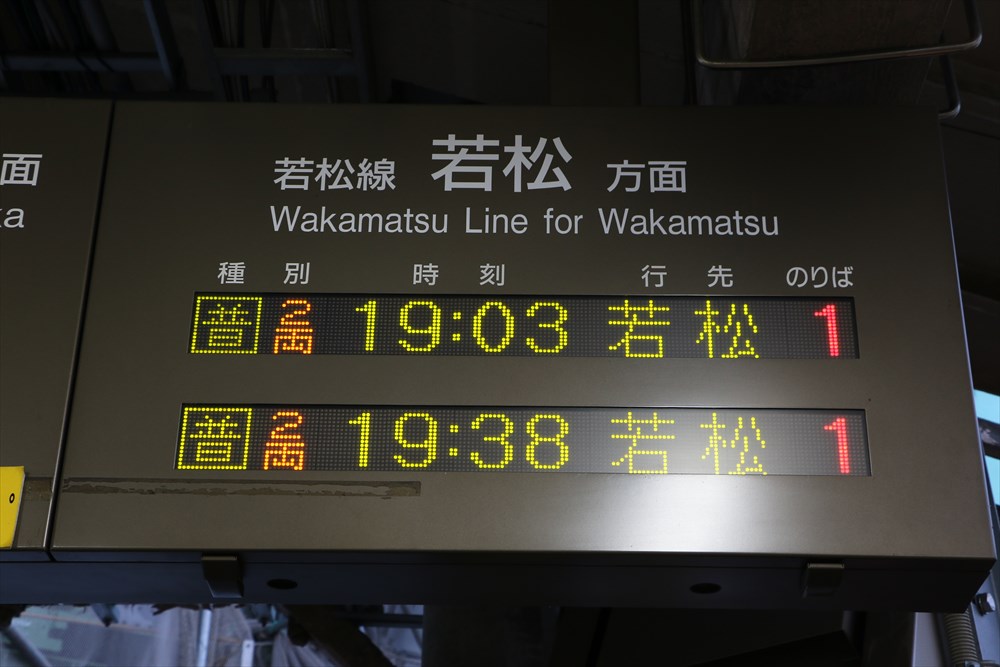 面
ka
若松線 若松 方面
Wakamatsu Line for Wakamatsu
種別 時刻 行先 のりば
普 2両 19:03 若松 1
普 2両 19:38 若松 1